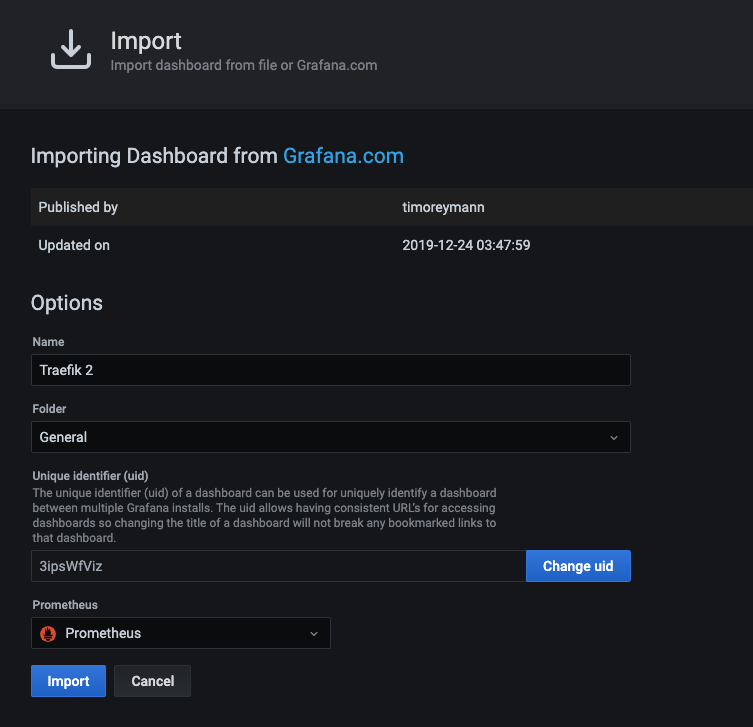 Import
Import dashboard from file or Grafana.com
Importing Dashboard from Grafana.com
Published by timoreymann
Updated on 2019-12-24 03:47:59
Options
Name
Traefik 2
Folder
General
Unique identifier (uid)
The unique identifier (uid) of a dashboard can be used for uniquely identify a dashboard
between multiple Grafana installs. The uid allows having consistent URL's for accessing
dashboards so changing the title of a dashboard will not break any bookmarked links to
that dashboard.
3ipsWfViz Change uid
Prometheus
Prometheus
Import Cancel